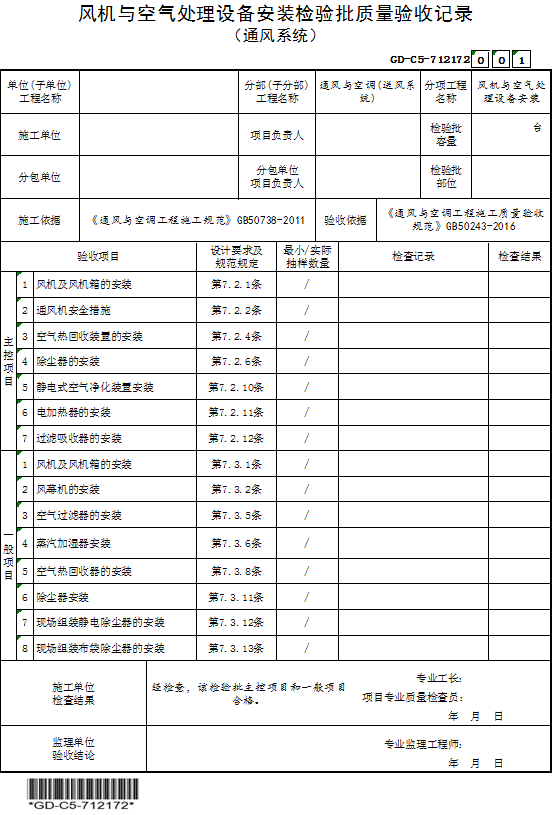 风机与空气处理设备安装检验批质量验收记录
（通风系统）
GD-C5-712172 0 0 1
单位(子单位)
工程名称
分部(子分部)
工程名称
通风与空调(送风系
统)
分项工程
名称
风机与空气处
理设备安装
施工单位
项目负责人
检验批
容量
台
分包单位
分包单位
项目负责人
检验批
部位
施工依据
《通风与空调工程施工规范》GB50738-2011
验收依据
《通风与空调工程施工质量验收
规范》GB50243-2016
验收项目
设计要求及
规范规定
最小/实际
抽样数量
检查记录
检查结果
主控项目
1 风机及风机箱的安装 第7.2.1条 /
2 通风机安全措施 第7.2.2条 /
3 空气热回收装置的安装 第7.2.4条 /
4 除尘器的安装 第7.2.6条 /
5 静电式空气净化装置安装 第7.2.10条 /
6 电加热器的安装 第7.2.11条 /
7 过滤吸收器的安装 第7.2.12条 /
一般项目
1 风机及风机箱的安装 第7.3.1条 /
2 风幕机的安装 第7.3.2条 /
3 空气过滤器的安装 第7.3.5条 /
4 蒸汽加湿器安装 第7.3.6条 /
5 空气热回收器的安装 第7.3.8条 /
6 除尘器安装 第7.3.11条 /
7 现场组装静电除尘器的安装 第7.3.12条 /
8 现场组装布袋除尘器的安装 第7.3.13条 /
施工单位
检查结果
经检查，该检验批主控项目和一般项目
合格。
专业工长：
项目专业质量检查员：
年 月 日
监理单位
验收结论
专业监理工程师：
年 月 日
*GD-C5-712172*